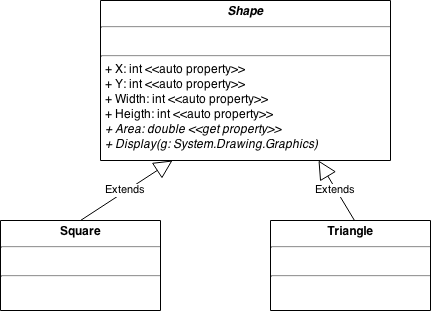 Shape
+ X: int <<auto property>>
+ Y: int <<auto property>>
+ Width: int <<auto property>>
+ Heigth: int <<auto property>>
+ Area: double <<get property>>
+ Display(g: System.Drawing.Graphics)
Extends
Extends
Square
Triangle